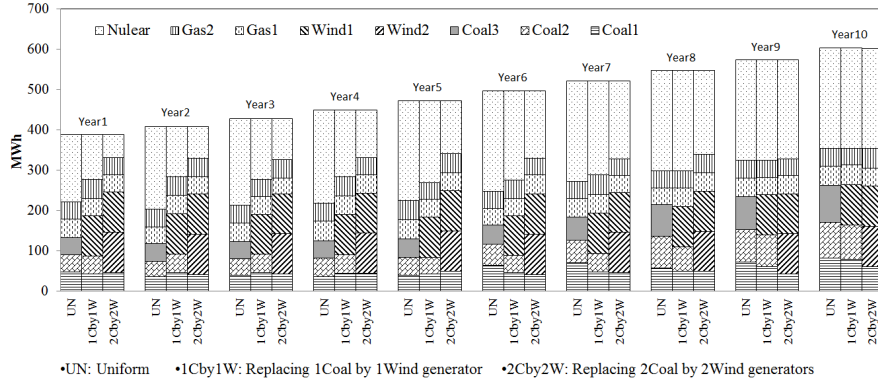 700
600
500
400
300
200
100
0
MWh
Nulear Gas2 Gas1 Wind1 Wind2 Coal3 Coal2 Coal1
Year1
Year2
Year3
Year4
Year5
Year6
Year7
Year8
Year9
Year10
UN 1Cby1W 2Cby2W UN 1Cby1W 2Cby2W UN 1Cby1W 2Cby2W UN 1Cby1W 2Cby2W UN 1Cby1W 2Cby2W UN 1Cby1W 2Cby2W UN 1Cby1W 2Cby2W UN 1Cby1W 2Cby2W UN 1Cby1W 2Cby2W UN 1Cby1W 2Cby2W
•UN: Uniform •1Cby1W: Replacing 1Coal by 1Wind generator •2Cby2W: Replacing 2Coal by 2Wind generators